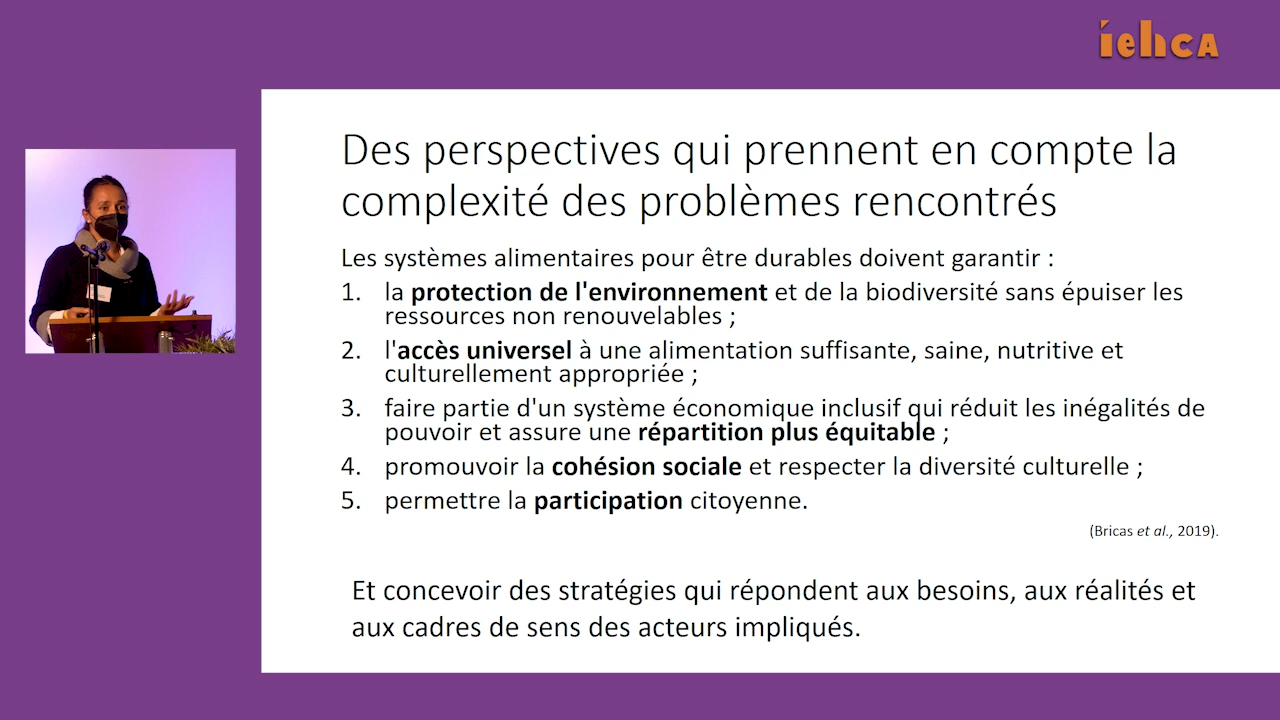 iehcA
Des perspectives qui prennent en compte la
complexité des problèmes rencontrés
Les systèmes alimentaires pour être durables doivent garantir :
1. la protection de l'environnement et de la biodiversité sans épuiser les
ressources non renouvelables ;
2. l'accès universel à une alimentation suffisante, saine, nutritive et
culturellement appropriée ;
3. faire partie d'un système économique inclusif qui réduit les inégalités de
pouvoir et assure une répartition plus équitable ;
4. promouvoir la cohésion sociale et respecter la diversité culturelle ;
5. permettre la participation citoyenne.
(Bricas et al., 2019).
Et concevoir des stratégies qui répondent aux besoins, aux réalités et
aux cadres de sens des acteurs impliqués.